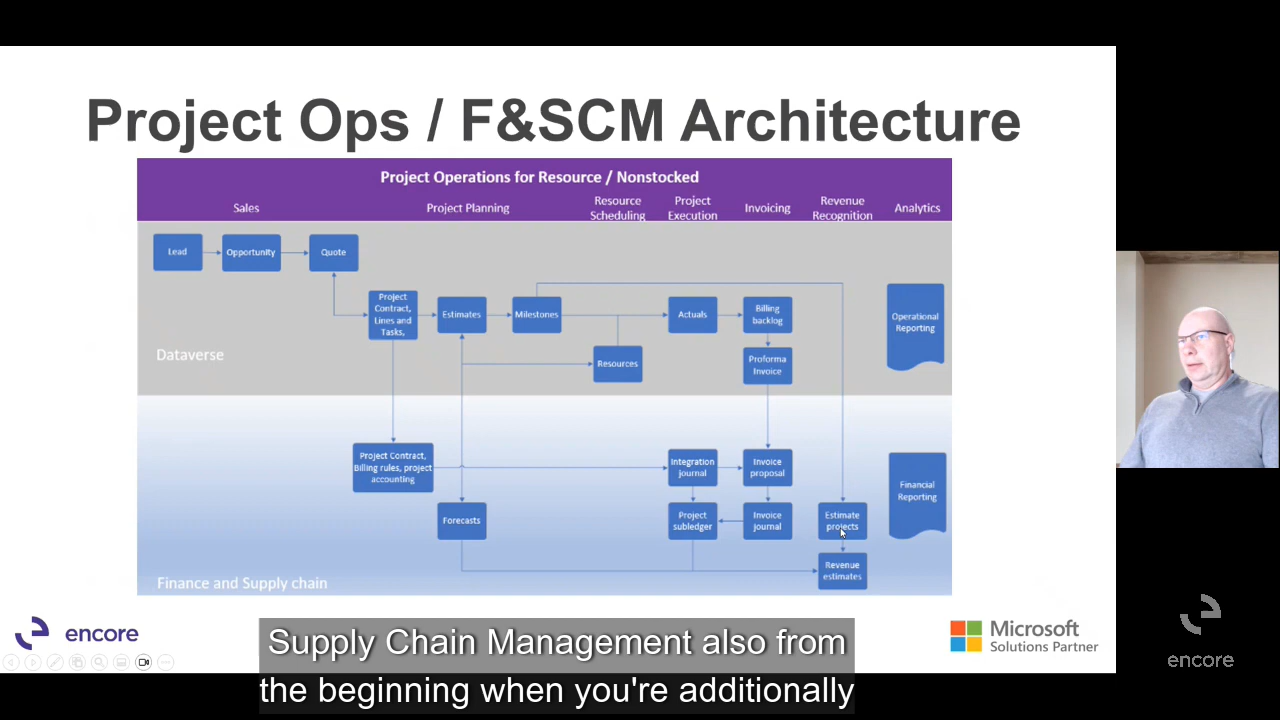 Project Ops / F&SCM Architecture
Project Operations for Resource / Nonstocked
Sales
Project Planning
Resource
Scheduling
Project
Execution
Invoicing
Revenue
Recognition
Analytics
Lead
Opportunity
Quote
Project
Contract,
Lines and
Tasks,
Estimates
Milestones
Actuals
Billing
backlog
Operational
Reporting
Dataverse
Resources
Proforma
Invoice
Project Contract,
Billing rules, project
accounting
Integration
journal
Invoice
proposal
Financial
Reporting
Forecasts
Project
subledger
Invoice
journal
Estimate
projects
Revenue
estimates
Finance and Supply chain
encore
Microsoft
Solutions Partner
encore
Supply Chain Management also from
the beginning when you're additionally